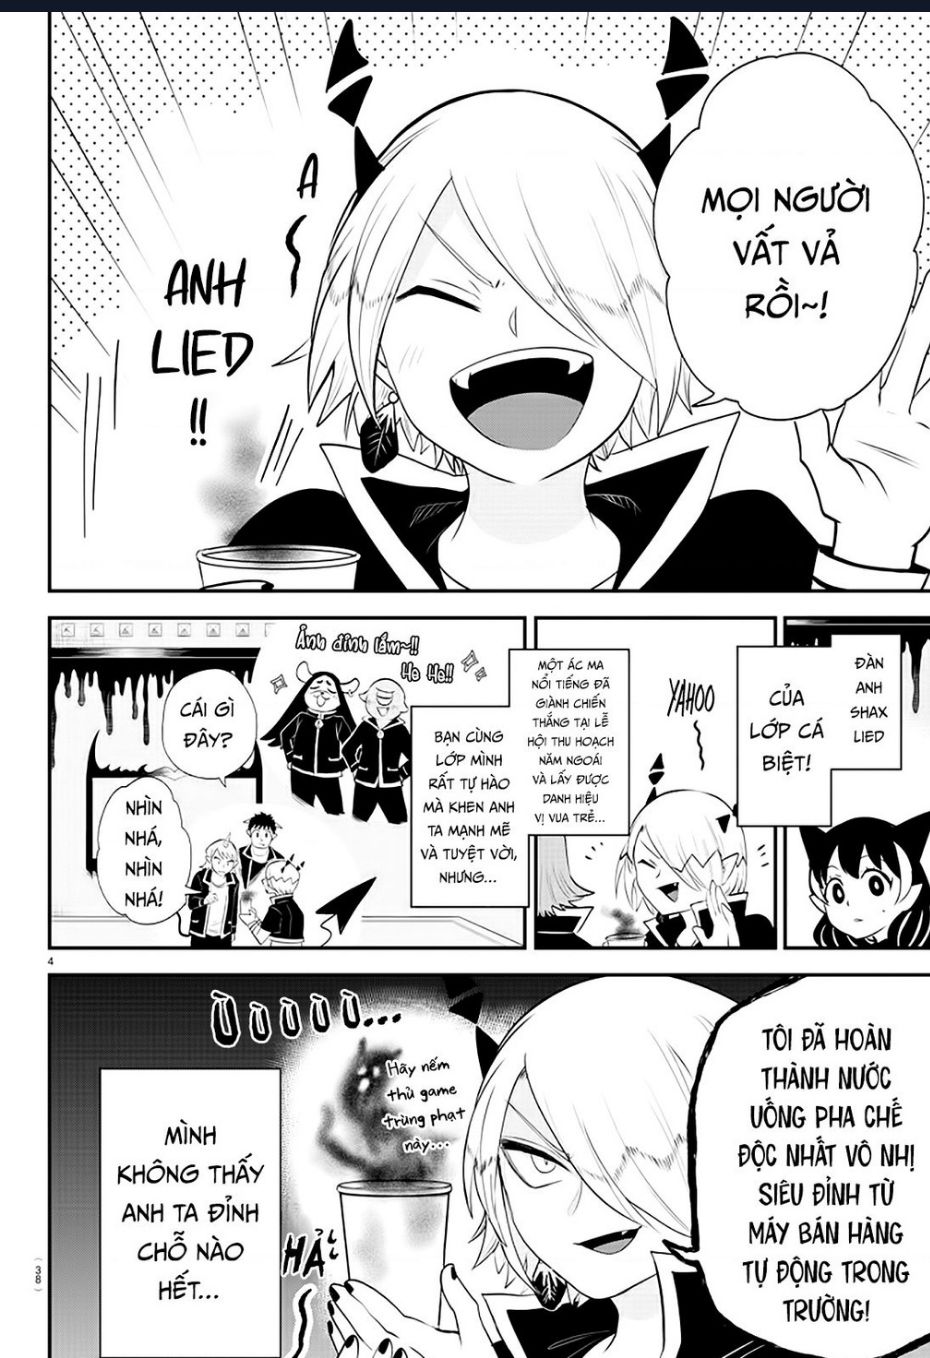 MỌI NGƯỜI
VẤT VẢ
RỒI~!
A
ANH
LIED
!!
ĐÀN
ANH
SHAX
LIED
CỦA
LỚP CÁ
BIỆT!
YAHOO
MỘT ÁC MA
NỔI TIẾNG ĐÃ
GIÀNH CHIẾN
THẮNG TẠI LỄ
HỘI THU HOẠCH
NĂM NGOÁI
VÀ LẤY ĐƯỢC
DANH HIỆU
VỊ VUA TRẺ...
BẠN CÙNG
LỚP MÌNH
RẤT TỰ HÀO
MÀ KHEN ANH
TA MẠNH MẼ
VÀ TUYỆT VỜI,
NHƯNG...
Ảnh đỉnh lắm~!!
Ho Ho!!
CÁI GÌ
ĐÂY?
NHÌN
NHÁ,
NHÌN
NHÁ!
4
TÔI ĐÃ HOÀN
THÀNH NƯỚC
UỐNG PHA CHẾ
ĐỘC NHẤT VÔ NHỊ
SIÊU ĐỈNH TỪ
MÁY BÁN HÀNG
TỰ ĐỘNG TRONG
TRƯỜNG!
Ù Ù Ù Ù Ù...
Hãy nếm
thử game
trừng phạt
này...
HẢ
MÌNH
KHÔNG THẤY
ANH TA ĐỈNH
CHỖ NÀO
HẾT...
(38)